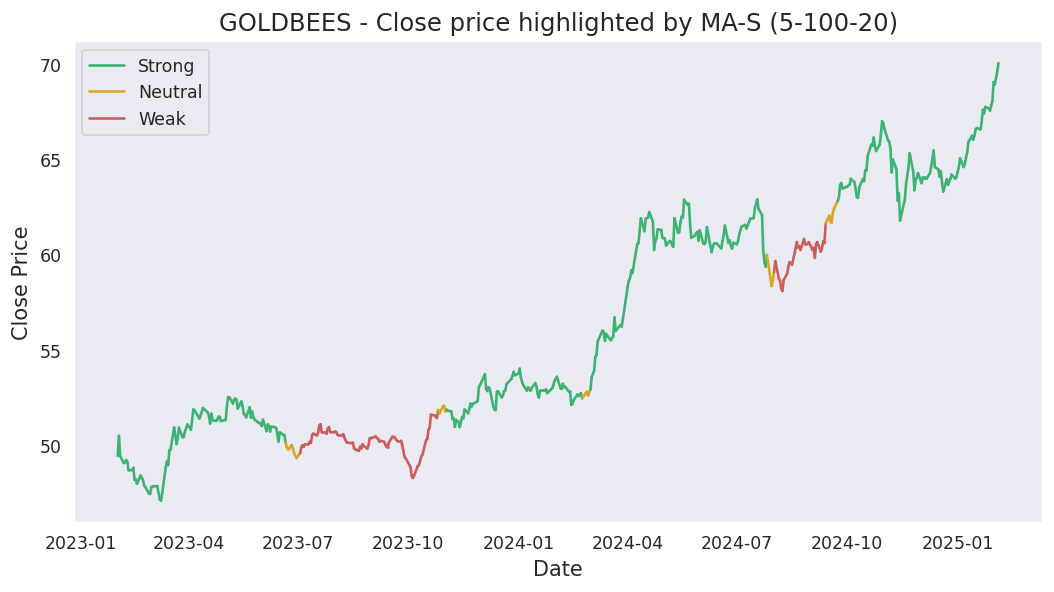 GOLDBEES - Close price highlighted by MA-S (5-100-20)
Strong
Neutral
Weak
Close Price
70
65
60
55
50
2023-01 2023-04 2023-07 2023-10 2024-01 2024-04 2024-07 2024-10 2025-01
Date